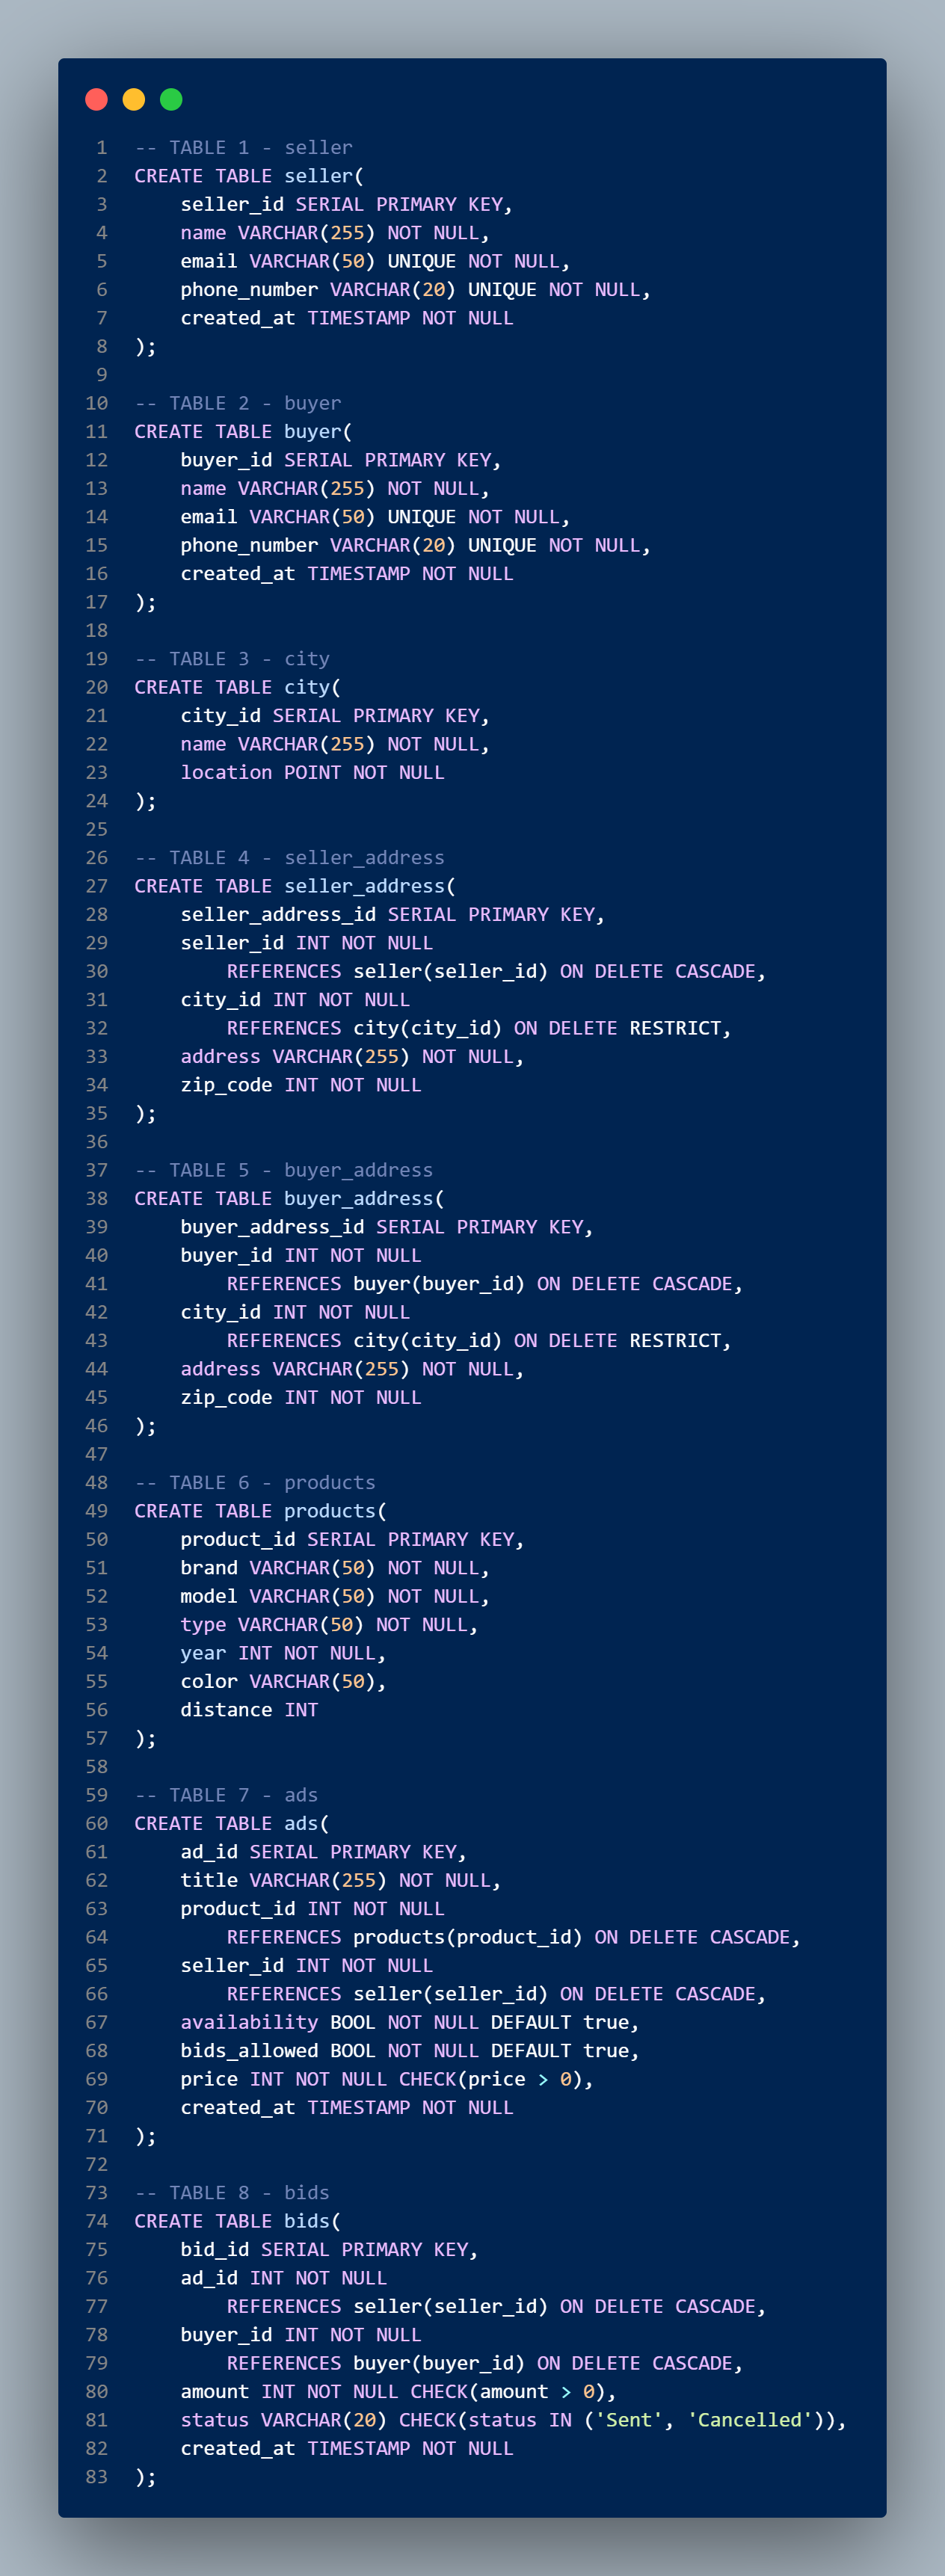 1 -- TABLE 1 - seller
2 CREATE TABLE seller(
3     seller_id SERIAL PRIMARY KEY,
4     name VARCHAR(255) NOT NULL,
5     email VARCHAR(50) UNIQUE NOT NULL,
6     phone_number VARCHAR(20) UNIQUE NOT NULL,
7     created_at TIMESTAMP NOT NULL
8 );
9
10 -- TABLE 2 - buyer
11 CREATE TABLE buyer(
12     buyer_id SERIAL PRIMARY KEY,
13     name VARCHAR(255) NOT NULL,
14     email VARCHAR(50) UNIQUE NOT NULL,
15     phone_number VARCHAR(20) UNIQUE NOT NULL,
16     created_at TIMESTAMP NOT NULL
17 );
18
19 -- TABLE 3 - city
20 CREATE TABLE city(
21     city_id SERIAL PRIMARY KEY,
22     name VARCHAR(255) NOT NULL,
23     location POINT NOT NULL
24 );
25
26 -- TABLE 4 - seller_address
27 CREATE TABLE seller_address(
28     seller_address_id SERIAL PRIMARY KEY,
29     seller_id INT NOT NULL
30         REFERENCES seller(seller_id) ON DELETE CASCADE,
31     city_id INT NOT NULL
32         REFERENCES city(city_id) ON DELETE RESTRICT,
33     address VARCHAR(255) NOT NULL,
34     zip_code INT NOT NULL
35 );
36
37 -- TABLE 5 - buyer_address
38 CREATE TABLE buyer_address(
39     buyer_address_id SERIAL PRIMARY KEY,
40     buyer_id INT NOT NULL
41         REFERENCES buyer(buyer_id) ON DELETE CASCADE,
42     city_id INT NOT NULL
43         REFERENCES city(city_id) ON DELETE RESTRICT,
44     address VARCHAR(255) NOT NULL,
45     zip_code INT NOT NULL
46 );
47
48 -- TABLE 6 - products
49 CREATE TABLE products(
50     product_id SERIAL PRIMARY KEY,
51     brand VARCHAR(50) NOT NULL,
52     model VARCHAR(50) NOT NULL,
53     type VARCHAR(50) NOT NULL,
54     year INT NOT NULL,
55     color VARCHAR(50),
56     distance INT
57 );
58
59 -- TABLE 7 - ads
60 CREATE TABLE ads(
61     ad_id SERIAL PRIMARY KEY,
62     title VARCHAR(255) NOT NULL,
63     product_id INT NOT NULL
64         REFERENCES products(product_id) ON DELETE CASCADE,
65     seller_id INT NOT NULL
66         REFERENCES seller(seller_id) ON DELETE CASCADE,
67     availability BOOL NOT NULL DEFAULT true,
68     bids_allowed BOOL NOT NULL DEFAULT true,
69     price INT NOT NULL CHECK(price > 0),
70     created_at TIMESTAMP NOT NULL
71 );
72
73 -- TABLE 8 - bids
74 CREATE TABLE bids(
75     bid_id SERIAL PRIMARY KEY,
76     ad_id INT NOT NULL
77         REFERENCES seller(seller_id) ON DELETE CASCADE,
78     buyer_id INT NOT NULL
79         REFERENCES buyer(buyer_id) ON DELETE CASCADE,
80     amount INT NOT NULL CHECK(amount > 0),
81     status VARCHAR(20) CHECK(status IN ('Sent', 'Cancelled')),
82     created_at TIMESTAMP NOT NULL
83 );